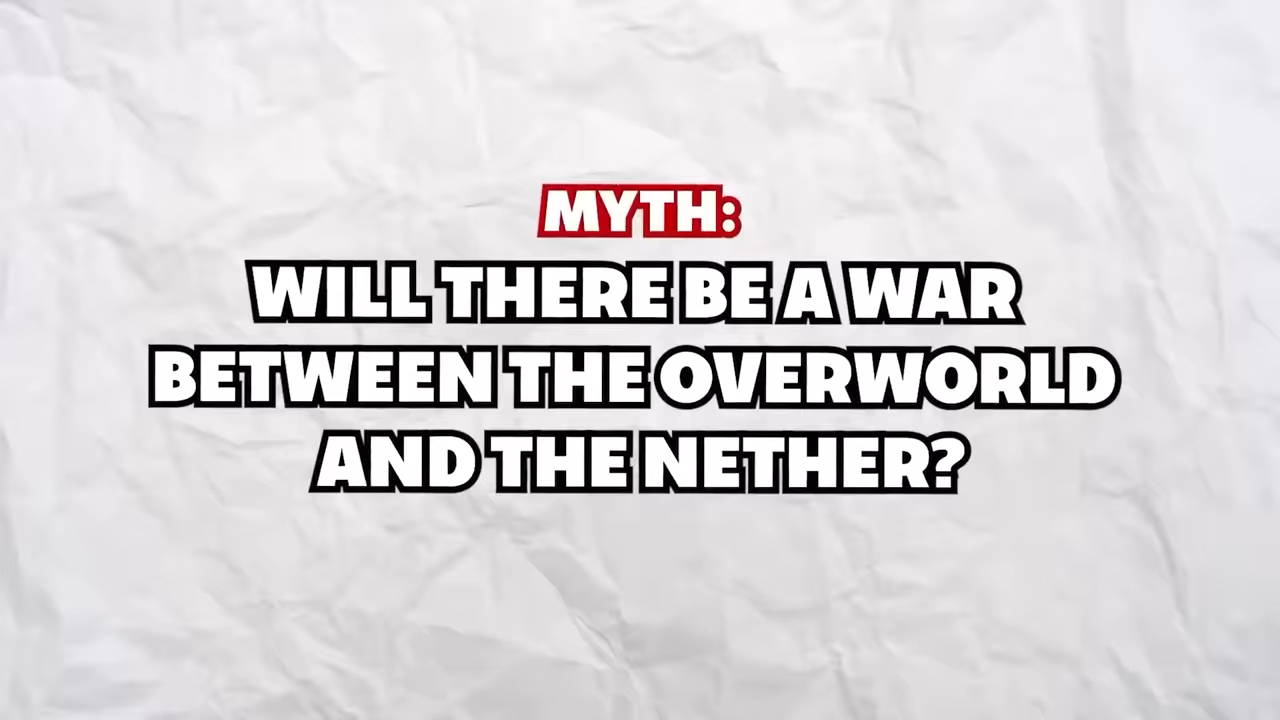 MYTH:
WILL THERE BE A WAR
BETWEEN THE OVERWORLD
AND THE NETHER?